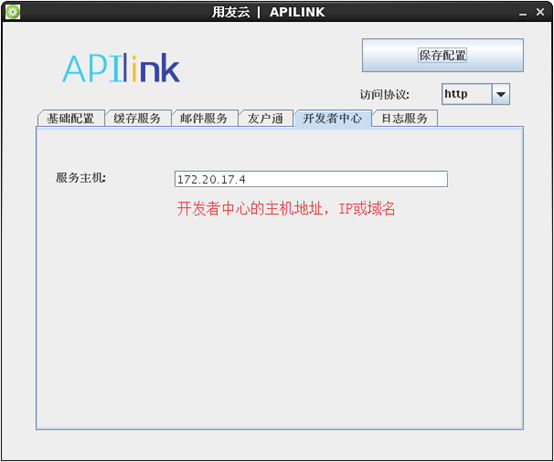 用友云 | APILINK
APIlink
保存配置
访问协议: http
基础配置 缓存服务 邮件服务 友户通 开发者中心 日志服务
服务主机: 172.20.17.4
开发者中心的主机地址，IP或域名